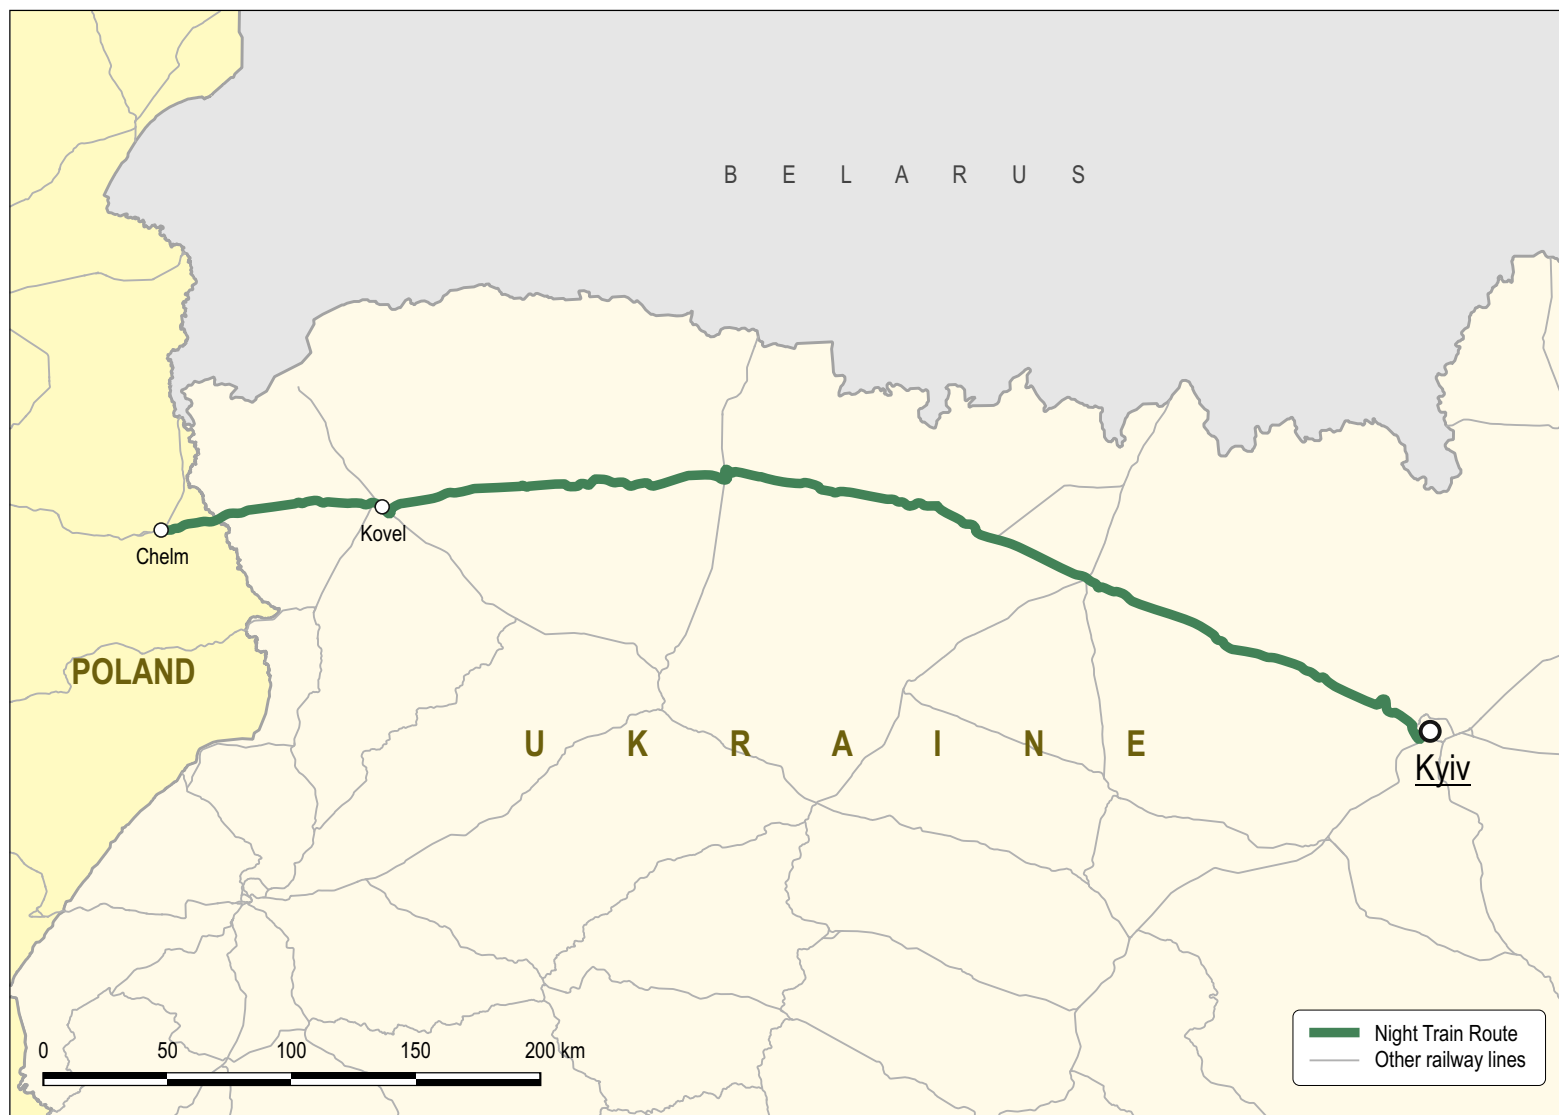 B E L A R U S
Kovel
Chelm
POLAND
U K R A I N E
Kyiv
Night Train Route
Other railway lines
0 50 100 150 200 km